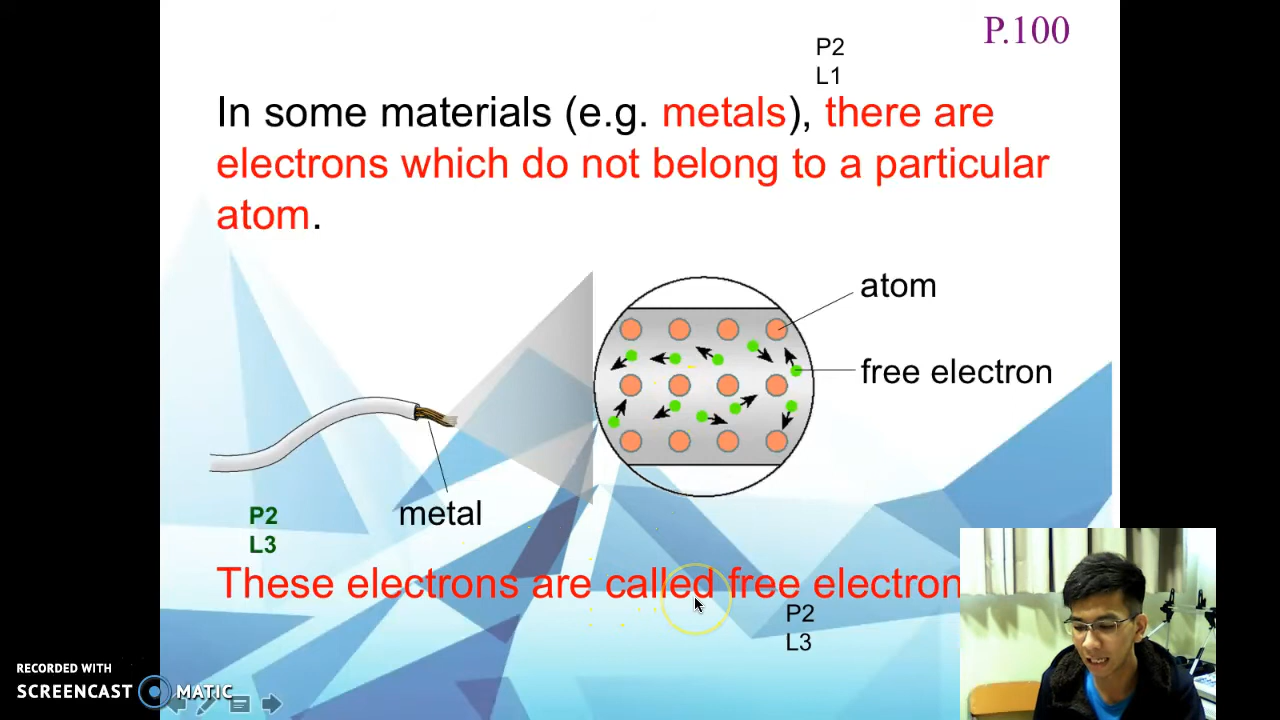 P.100
P2
L1
In some materials (e.g. metals), there are
electrons which do not belong to a particular
atom.
atom
free electron
metal
P2
L3
These electrons are called free electron
P2
L3
RECORDED WITH
SCREENCAST MATIC